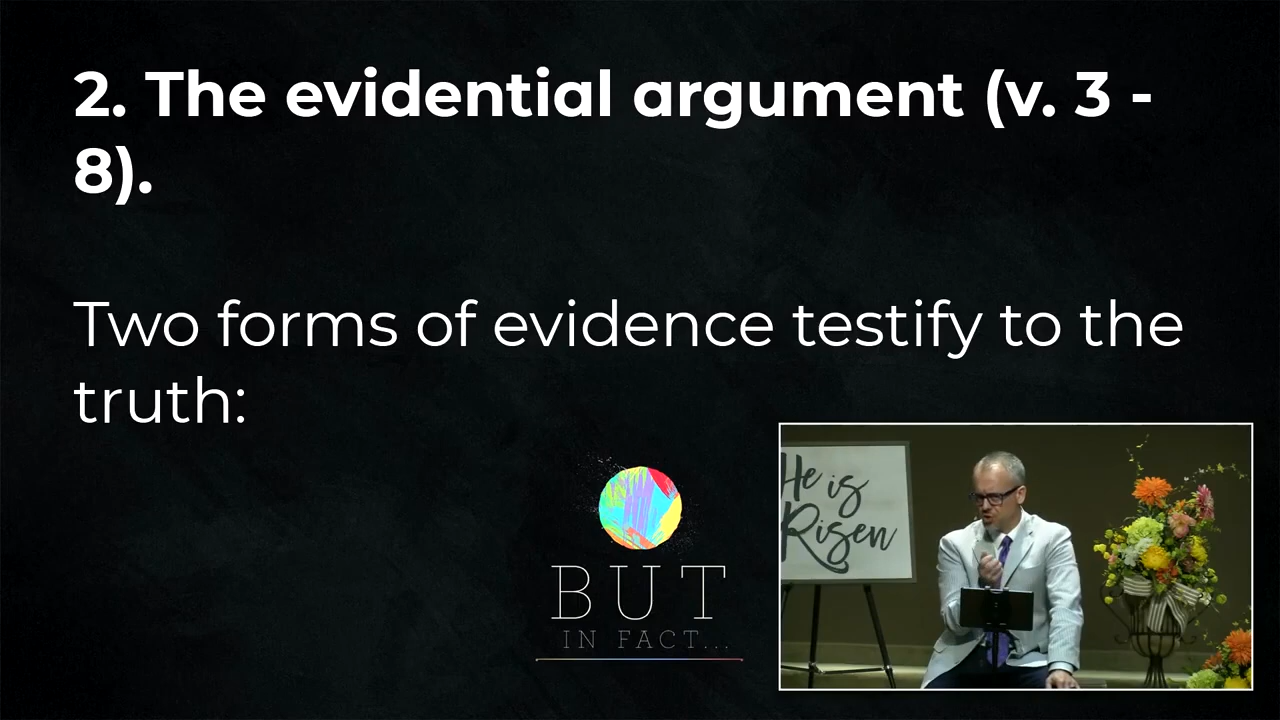 2. The evidential argument (v. 3 -
8).
Two forms of evidence testify to the
truth:
BUT
IN FACT...
He is
Risen